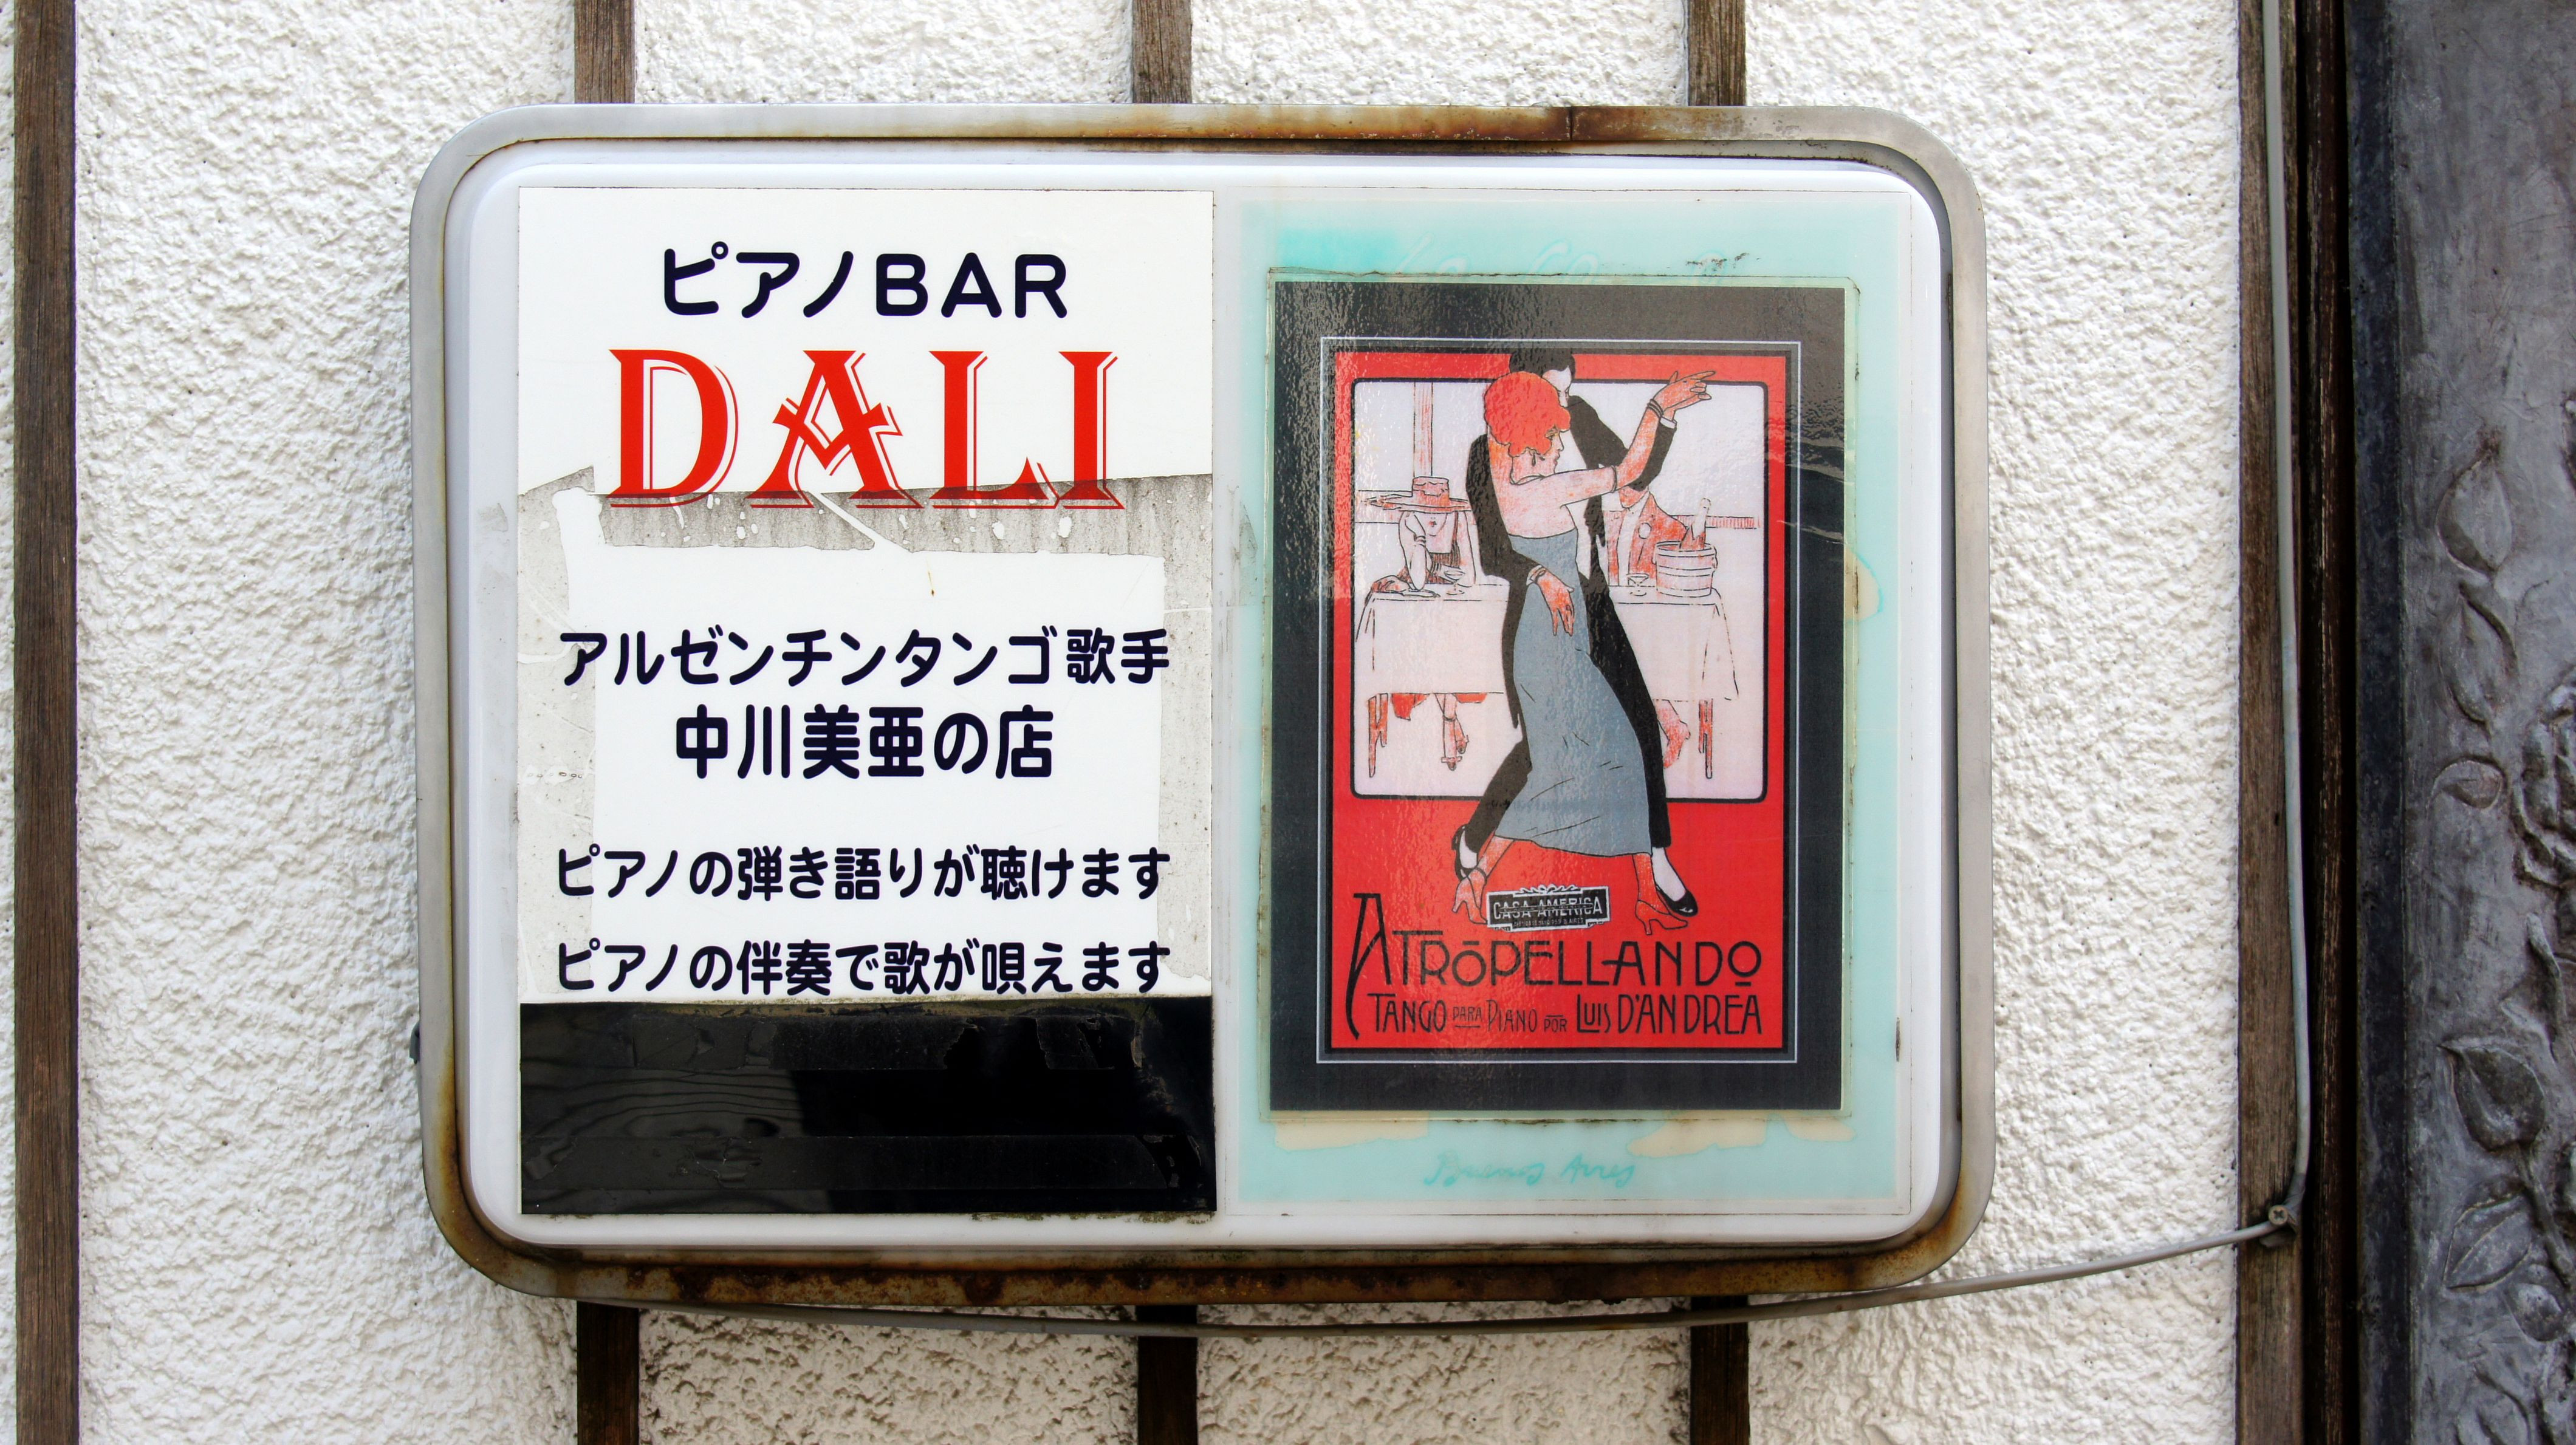 ピアノBAR
DALI
アルゼンチンタンゴ歌手
中川美亜の店
ピアノの弾き語りが聴けます
ピアノの伴奏で歌が唄えます
CASA AMERICA
ATROPELLANDO
TANGO PARA PIANO POR LUIS D'ANDREA
Buenos Aires